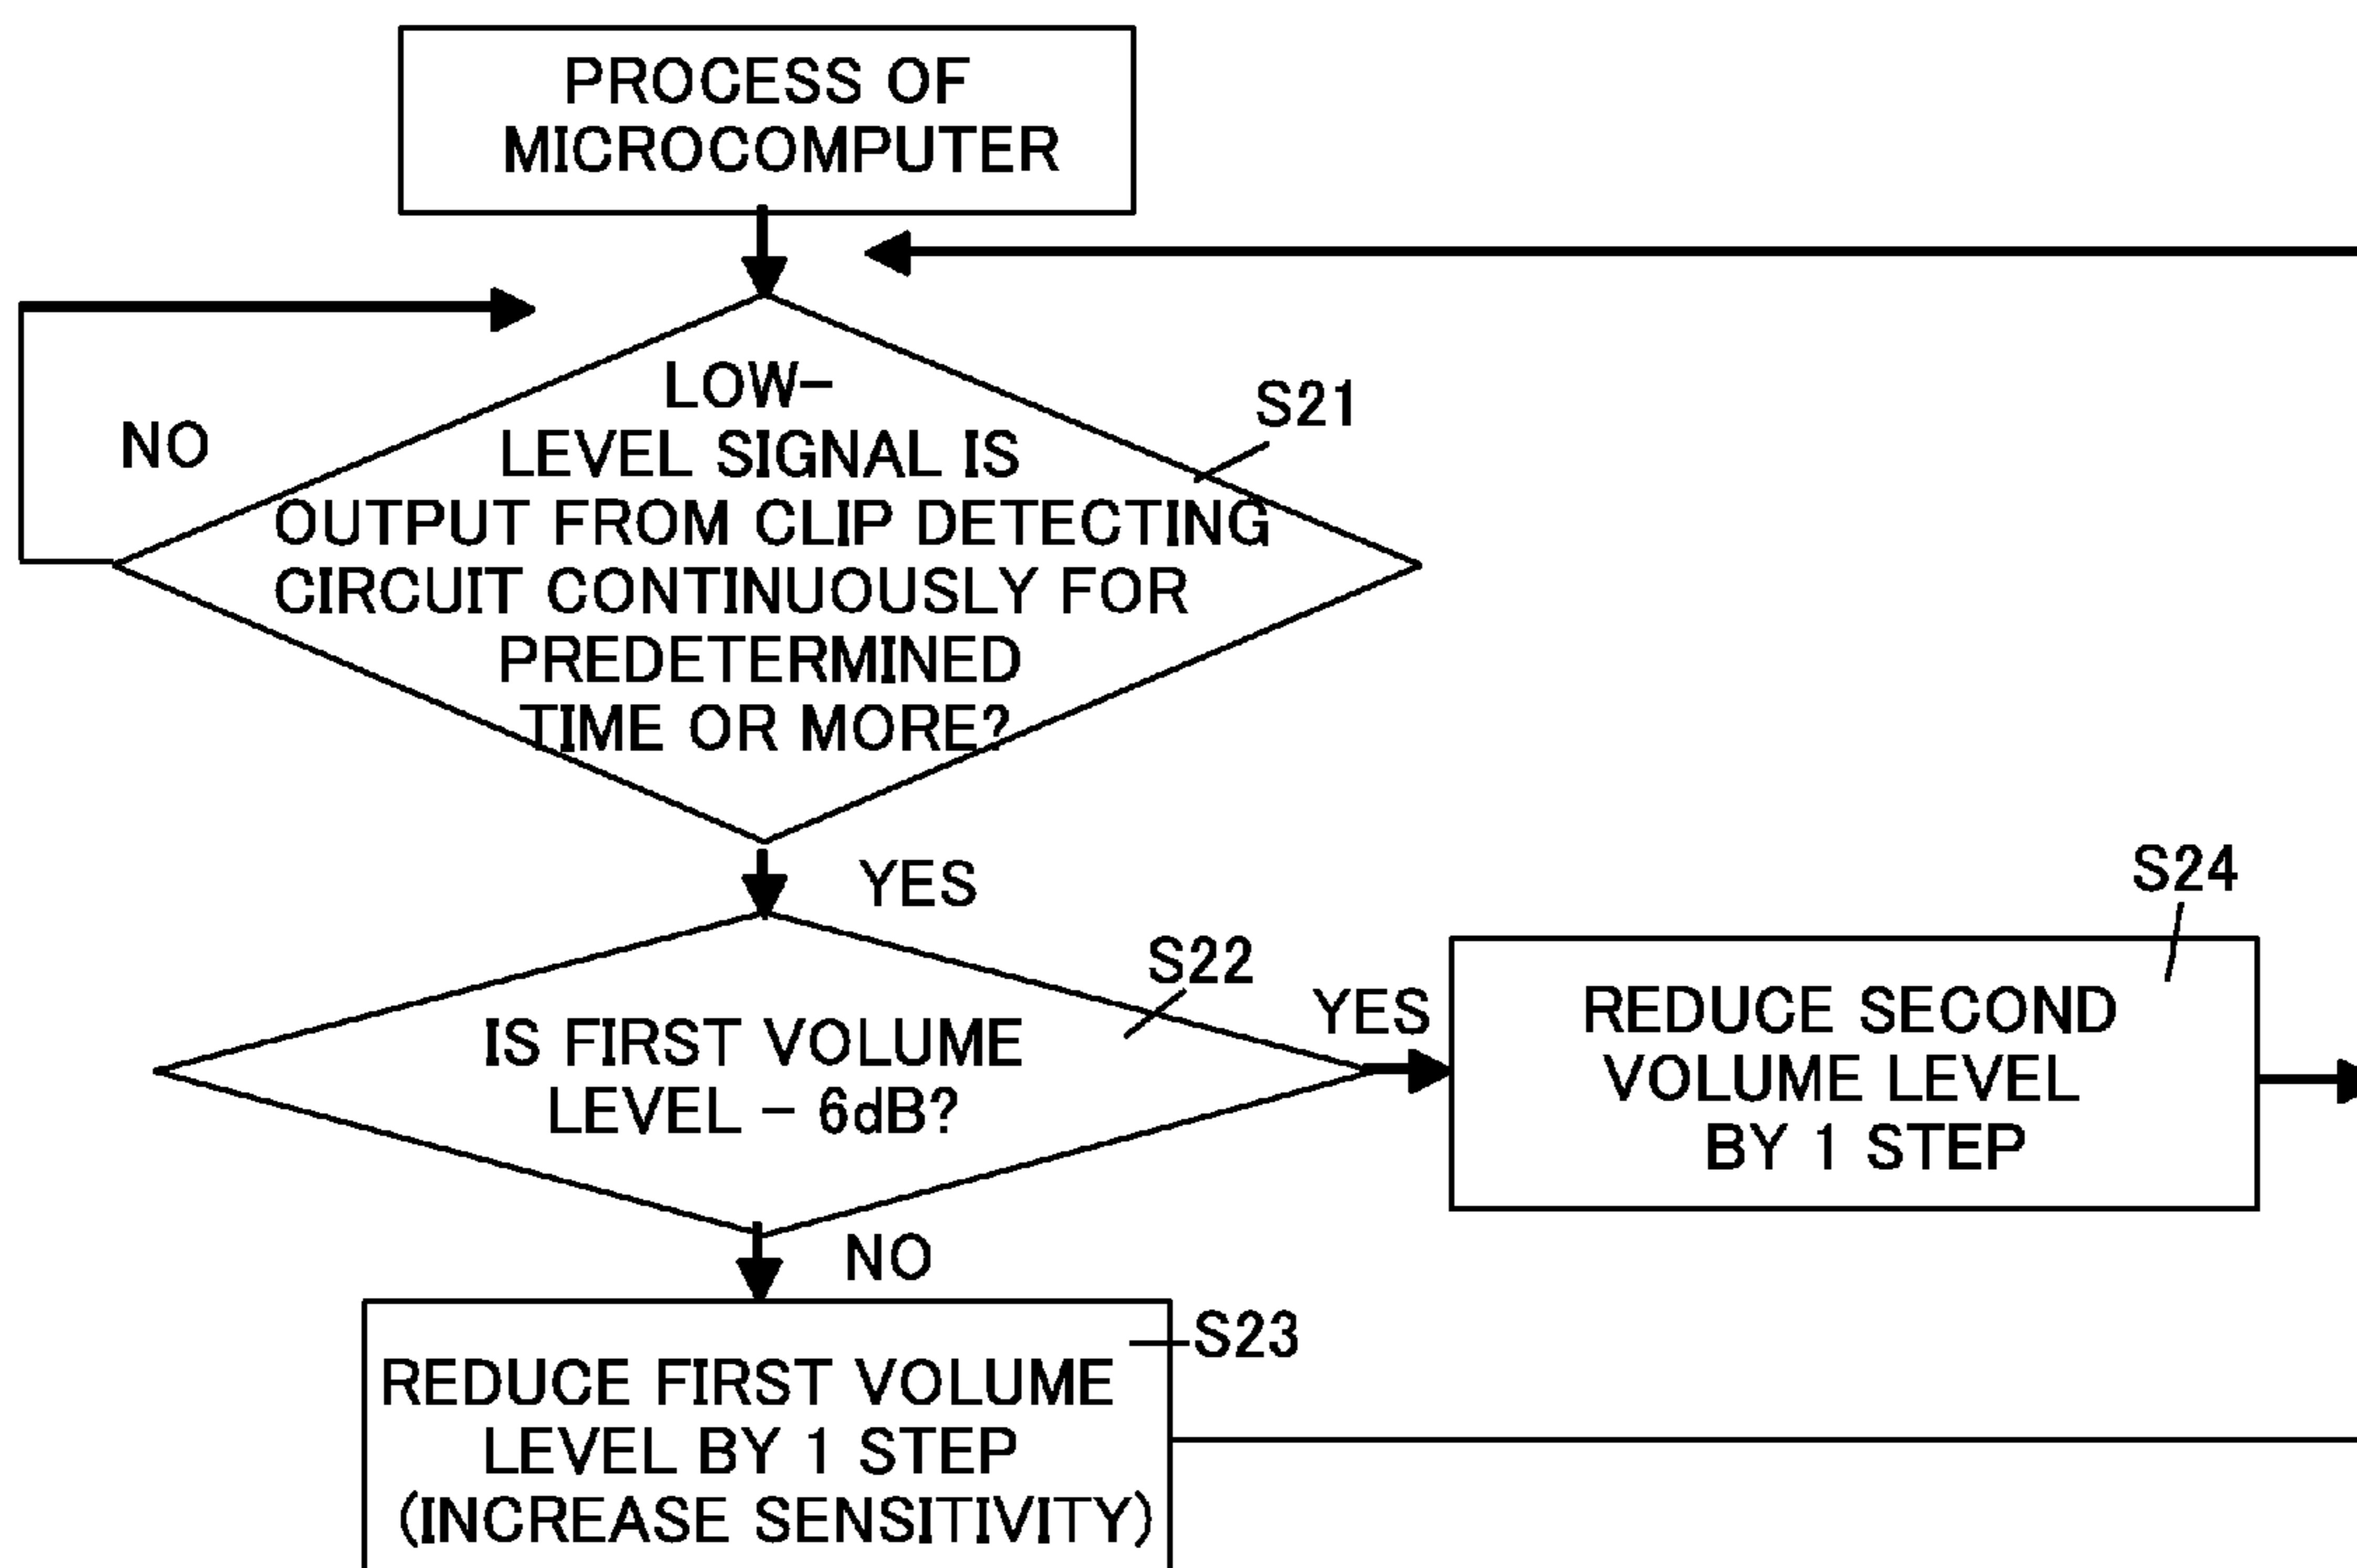 PROCESS OF
MICROCOMPUTER
LOW-
LEVEL SIGNAL IS
OUTPUT FROM CLIP DETECTING
CIRCUIT CONTINUOUSLY FOR
PREDETERMINED
TIME OR MORE?
S21
NO
YES
IS FIRST VOLUME
LEVEL - 6dB?
S22
YES
S24
REDUCE SECOND
VOLUME LEVEL
BY 1 STEP
NO
S23
REDUCE FIRST VOLUME
LEVEL BY 1 STEP
(INCREASE SENSITIVITY)